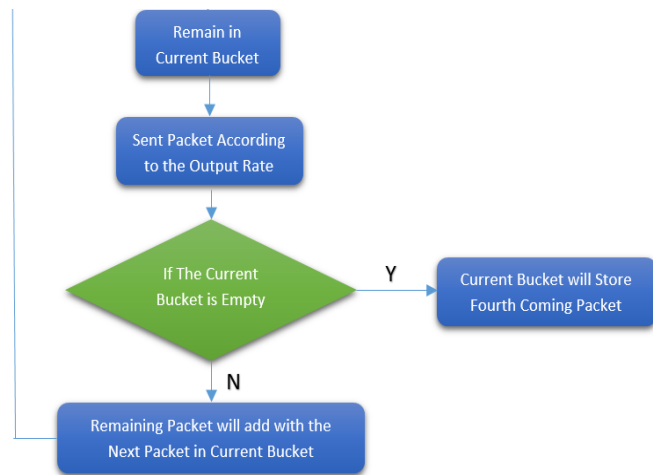 Remain in
Current Bucket
Sent Packet According
to the Output Rate
If The Current
Bucket is Empty
Y
Current Bucket will Store
Fourth Coming Packet
N
Remaining Packet will add with the
Next Packet in Current Bucket